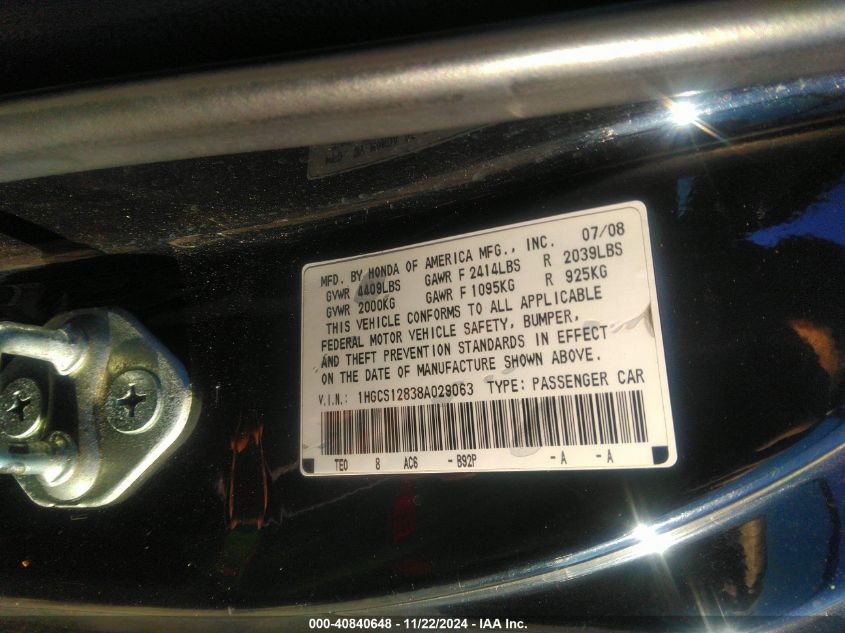 MFD. BY HONDA OF AMERICA MFG., INC. 07/08
GVWR 4409LBS GAWR F 2414LBS R 2039LBS
GVWR 2000KG GAWR F 1095KG R 925KG
THIS VEHICLE CONFORMS TO ALL APPLICABLE
FEDERAL MOTOR VEHICLE SAFETY, BUMPER,
AND THEFT PREVENTION STANDARDS IN EFFECT
ON THE DATE OF MANUFACTURE SHOWN ABOVE.
V.I.N.: 1HGCS12838A029063 TYPE: PASSENGER CAR
TE0 8 AC6 - B92P - A - A
000-40840648 - 11/22/2024 - IAA Inc.